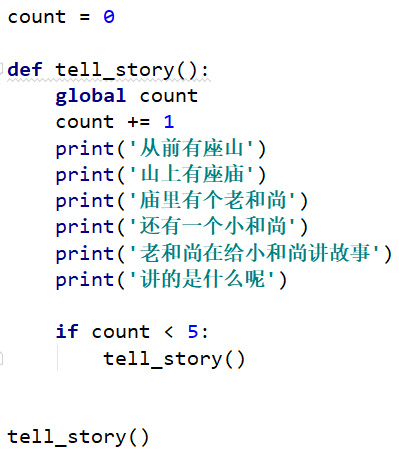 count = 0
def tell_story():
    global count
    count += 1
    print('从前有座山')
    print('山上有座庙')
    print('庙里有个老和尚')
    print('还有一个小和尚')
    print('老和尚在给小和尚讲故事')
    print('讲的是什么呢')
    if count < 5:
        tell_story()
tell_story()